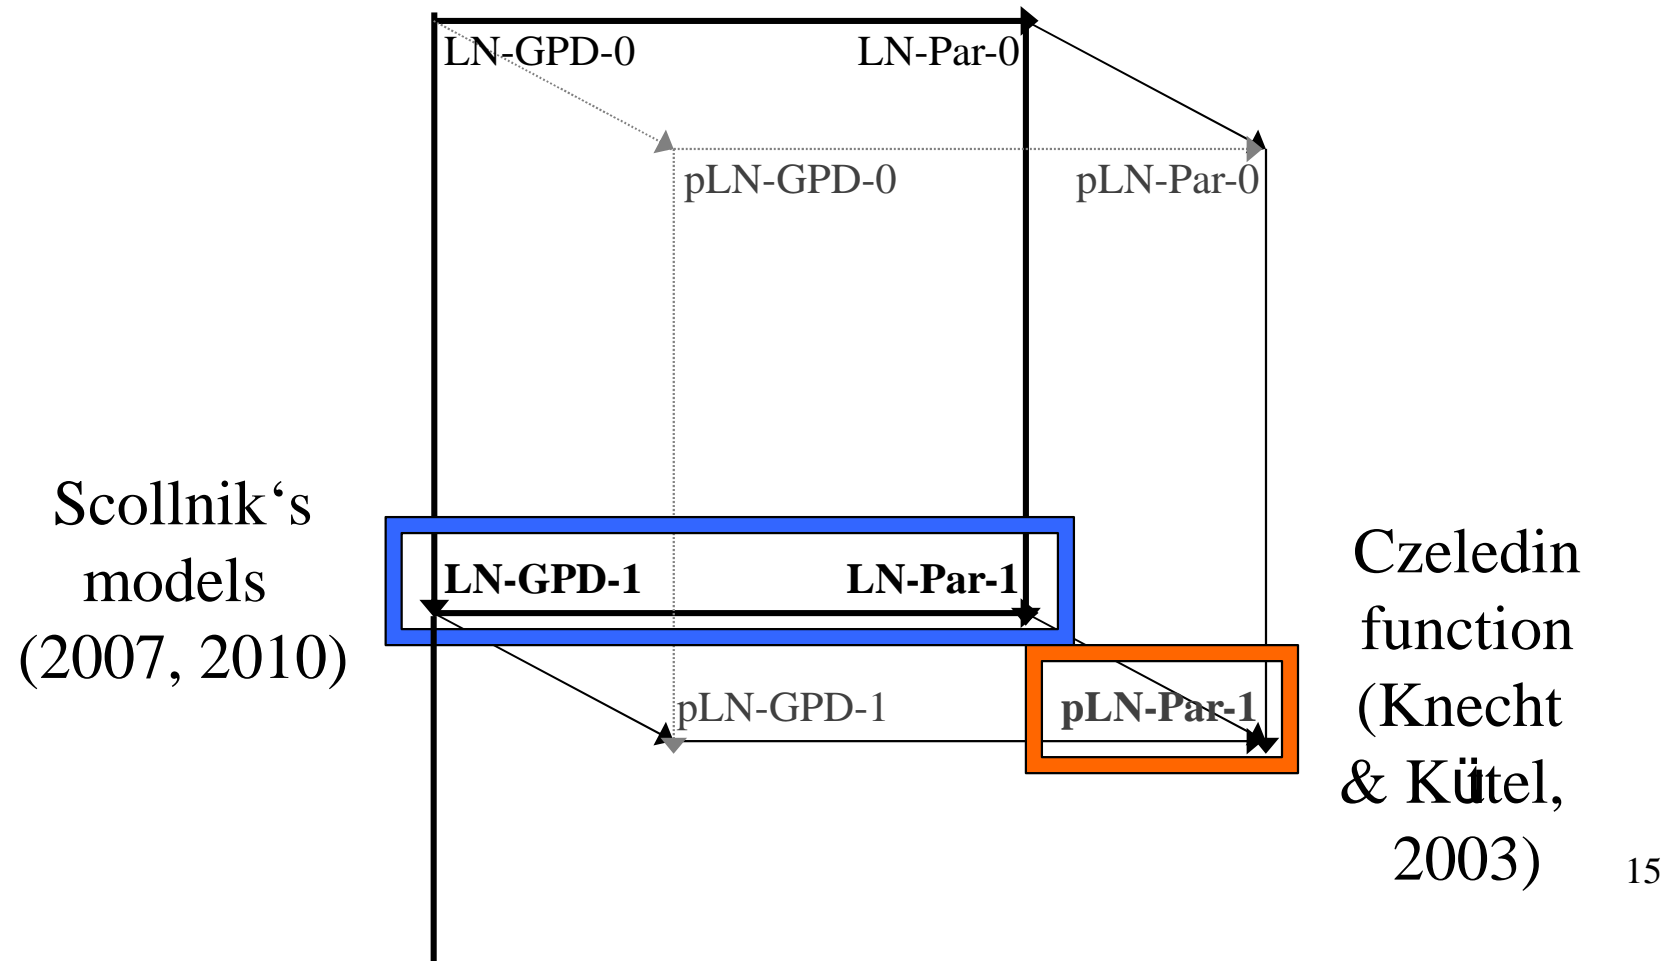 LN-GPD-0 LN-Par-0
pLN-GPD-0 pLN-Par-0
Scollnik‘s
models
(2007, 2010)
LN-GPD-1 LN-Par-1
pLN-GPD-1 pLN-Par-1
Czeledin
function
(Knecht
& Küttel,
2003)
15